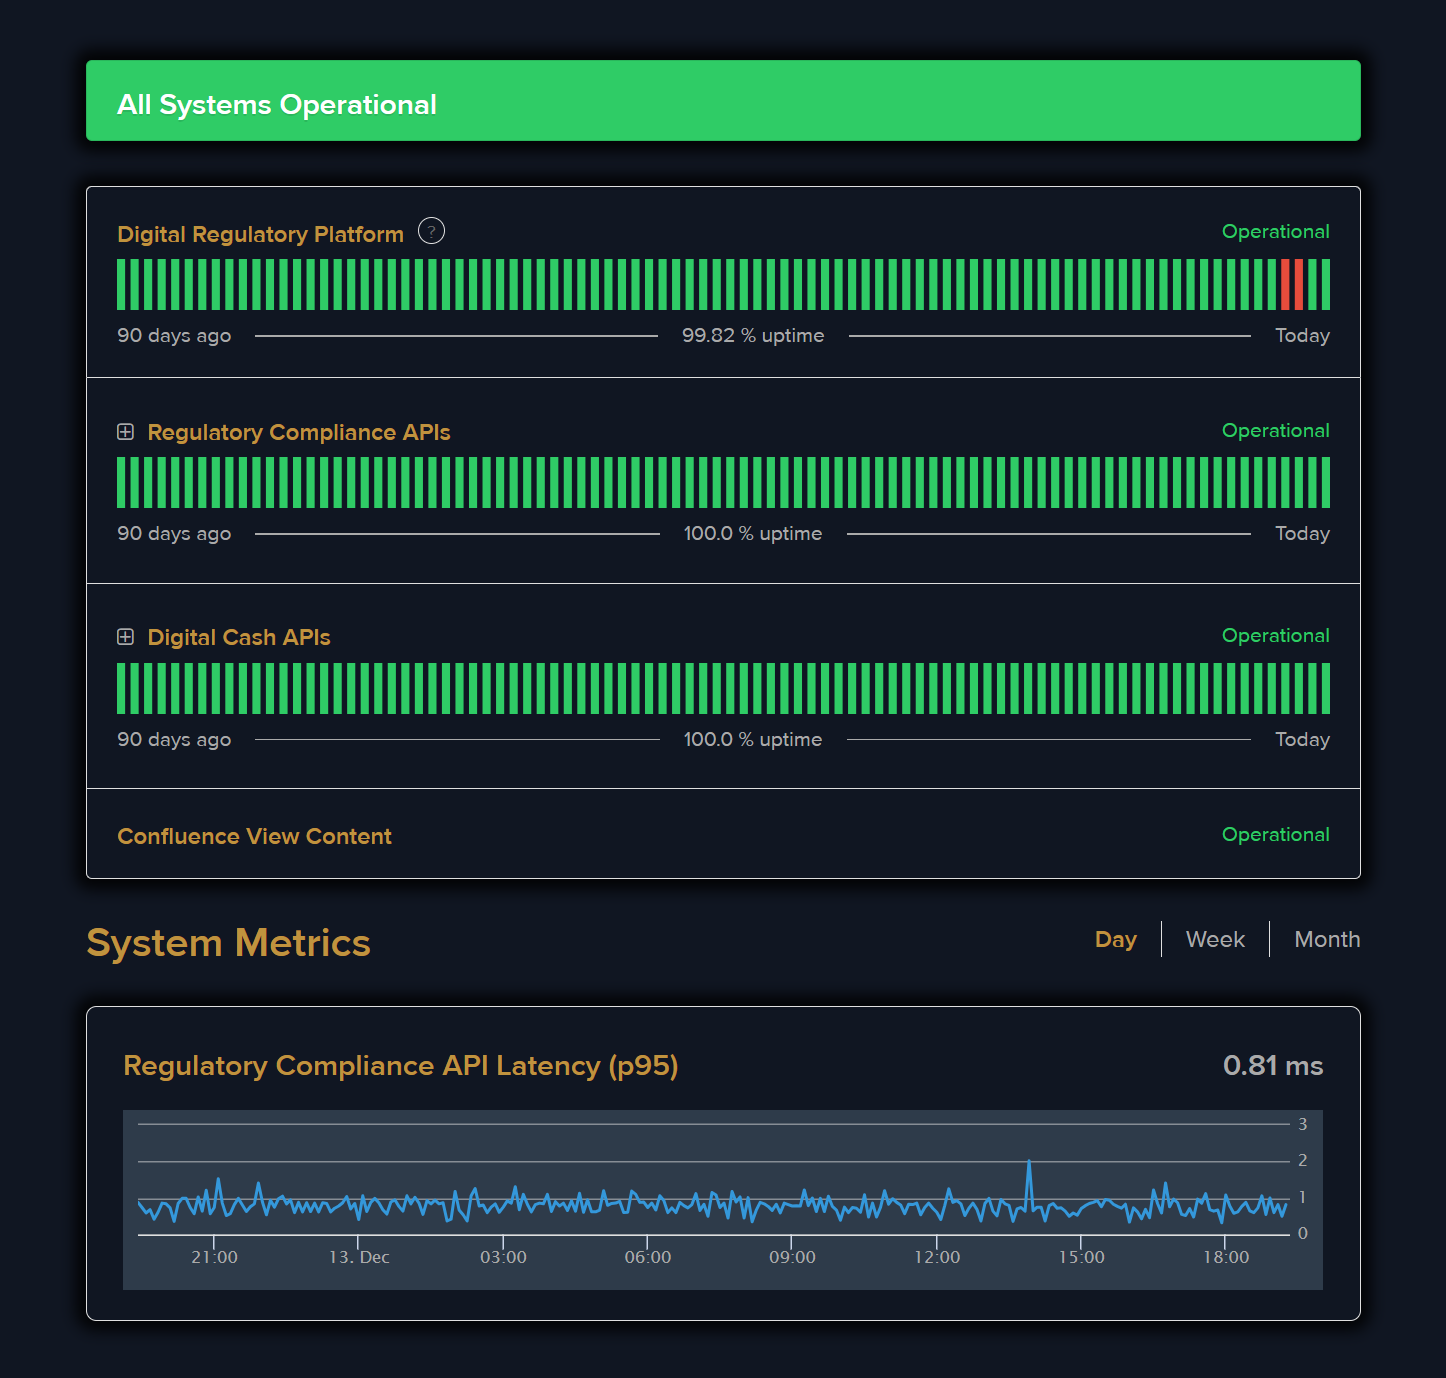 All Systems Operational
Digital Regulatory Platform ? Operational
90 days ago 99.82 % uptime Today
Regulatory Compliance APIs Operational
90 days ago 100.0 % uptime Today
Digital Cash APIs Operational
90 days ago 100.0 % uptime Today
Confluence View Content Operational
System Metrics Day Week Month
Regulatory Compliance API Latency (p95) 0.81 ms
3
2
1
0
21:00 13. Dec 03:00 06:00 09:00 12:00 15:00 18:00